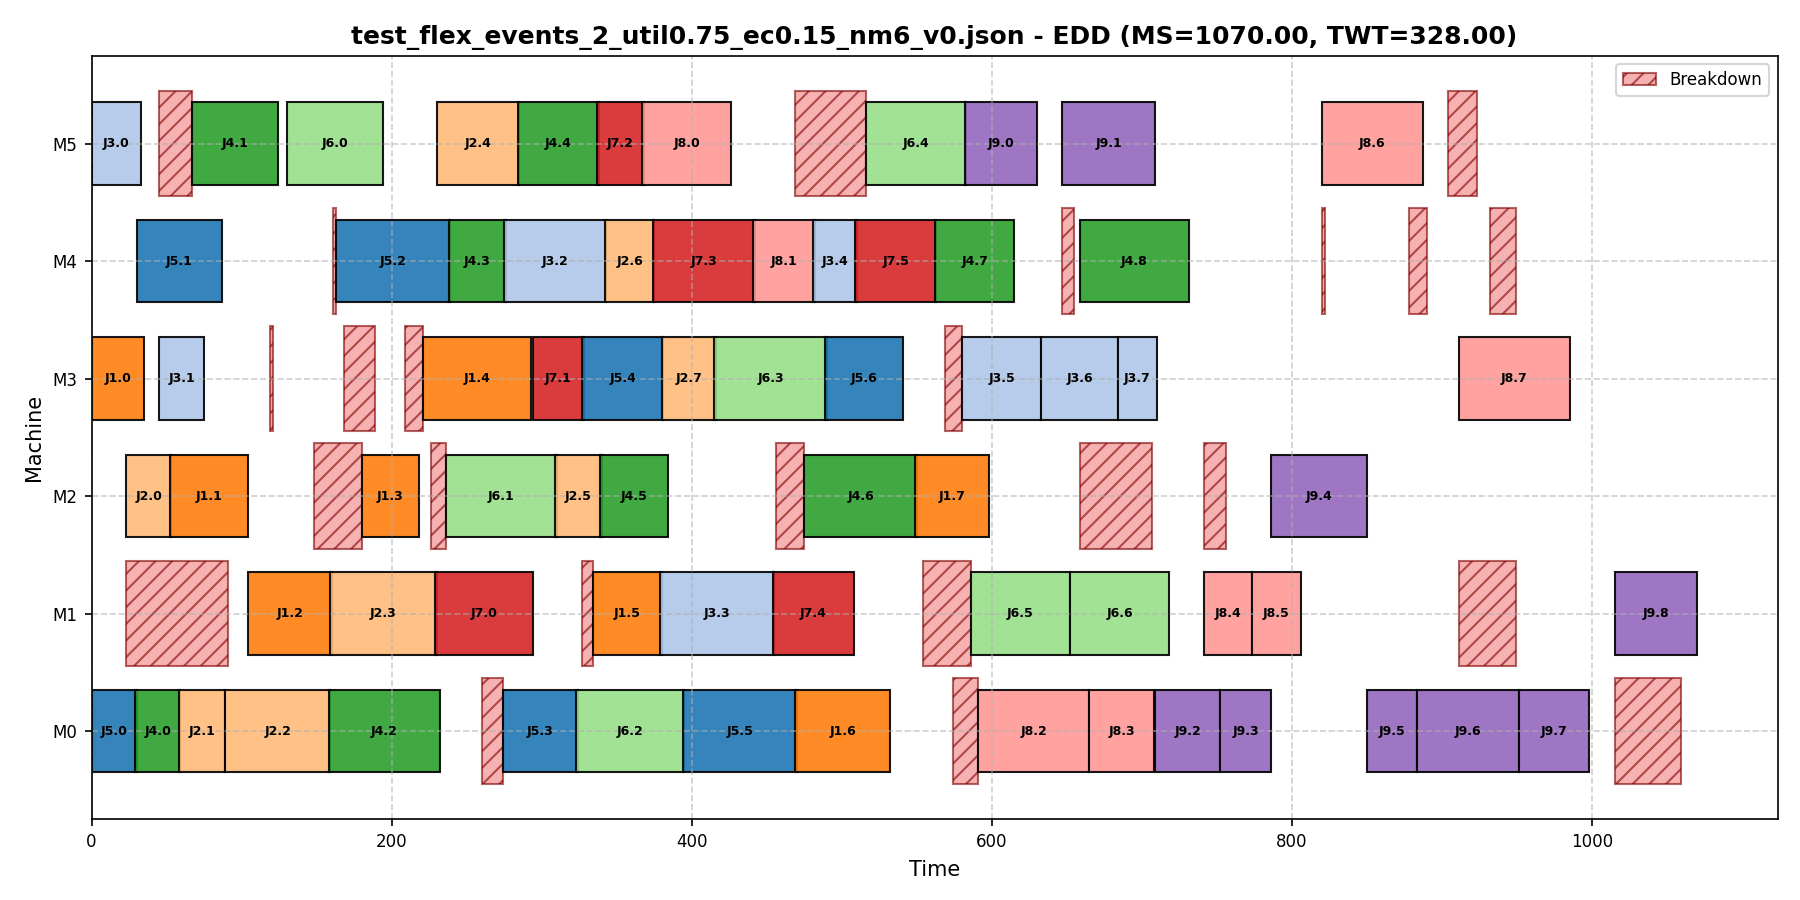 test_flex_events_2_util0.75_ec0.15_nm6_v0.json - EDD (MS=1070.00, TWT=328.00)
Breakdown
M5
J3.0 J4.1 J6.0 J2.4 J4.4 J7.2 J8.0 J6.4 J9.0 J9.1 J8.6
M4
J5.1 J5.2 J4.3 J3.2 J2.6 J7.3 J8.1 J3.4 J7.5 J4.7 J4.8
M3
J1.0 J3.1 J1.4 J7.1 J5.4 J2.7 J6.3 J5.6 J3.5 J3.6 J3.7 J8.7
M2
J2.0 J1.1 J1.3 J6.1 J2.5 J4.5 J4.6 J1.7 J9.4
M1
J1.2 J2.3 J7.0 J1.5 J3.3 J7.4 J6.5 J6.6 J8.4 J8.5 J9.8
M0
J5.0 J4.0 J2.1 J2.2 J4.2 J5.3 J6.2 J5.5 J1.6 J8.2 J8.3 J9.2 J9.3 J9.5 J9.6 J9.7
Machine
0 200 400 600 800 1000
Time